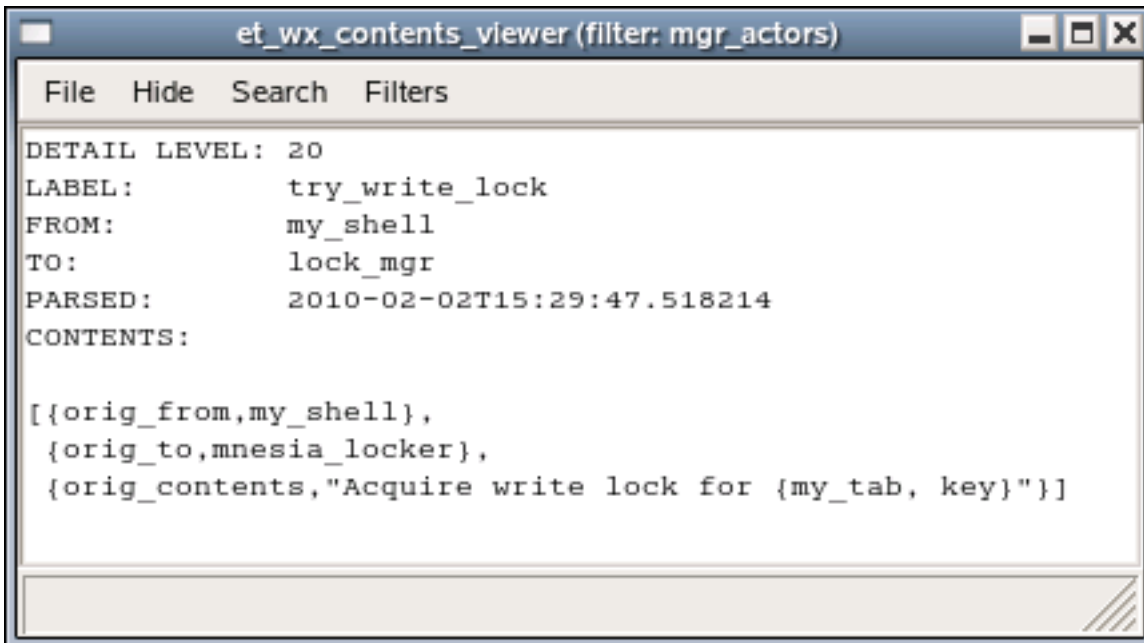 et_wx_contents_viewer (filter: mgr_actors)
File Hide Search Filters
DETAIL LEVEL: 20
LABEL: try_write_lock
FROM: my_shell
TO: lock_mgr
PARSED: 2010-02-02T15:29:47.518214
CONTENTS:
[{orig_from,my_shell},
{orig_to,mnesia_locker},
{orig_contents,"Acquire write lock for {my_tab, key}"}]